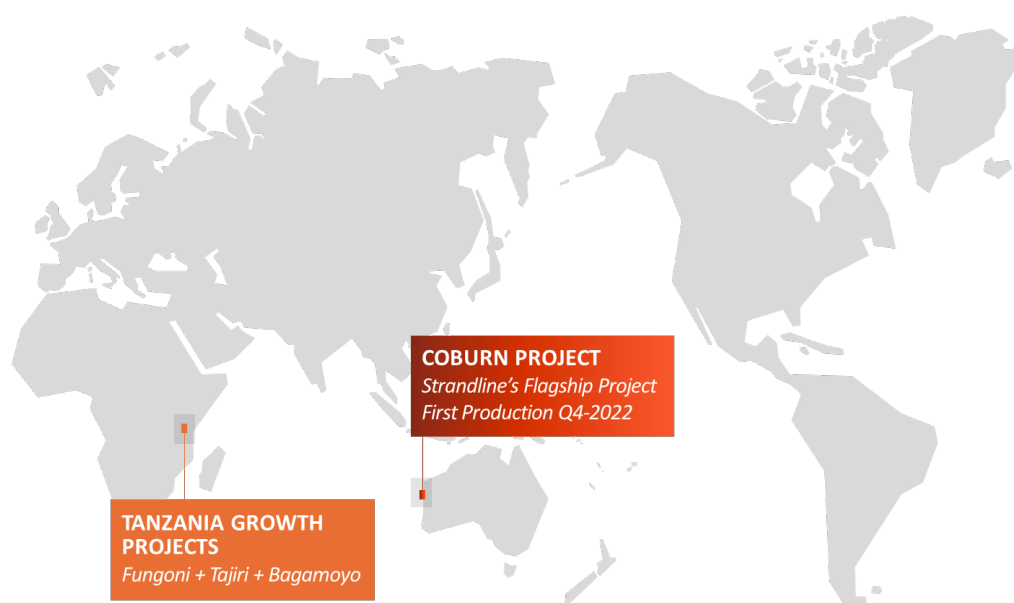 COBURN PROJECT
Strandline's Flagship Project
First Production Q4-2022
TANZANIA GROWTH
PROJECTS
Fungoni + Tajiri + Bagamoyo